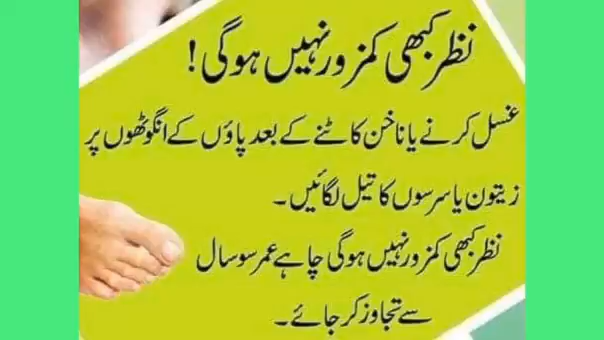 نظر کبھی کمزور نہیں ہوگی!
غسل کرنے یا ناخن کاٹنے کے بعد پاؤں کے انگوٹھوں پر
زیتون یا سرسوں کا تیل لگائیں۔
نظر کبھی کمزور نہیں ہوگی چاہے عمر سو سال
سے تجاوز کر جائے۔